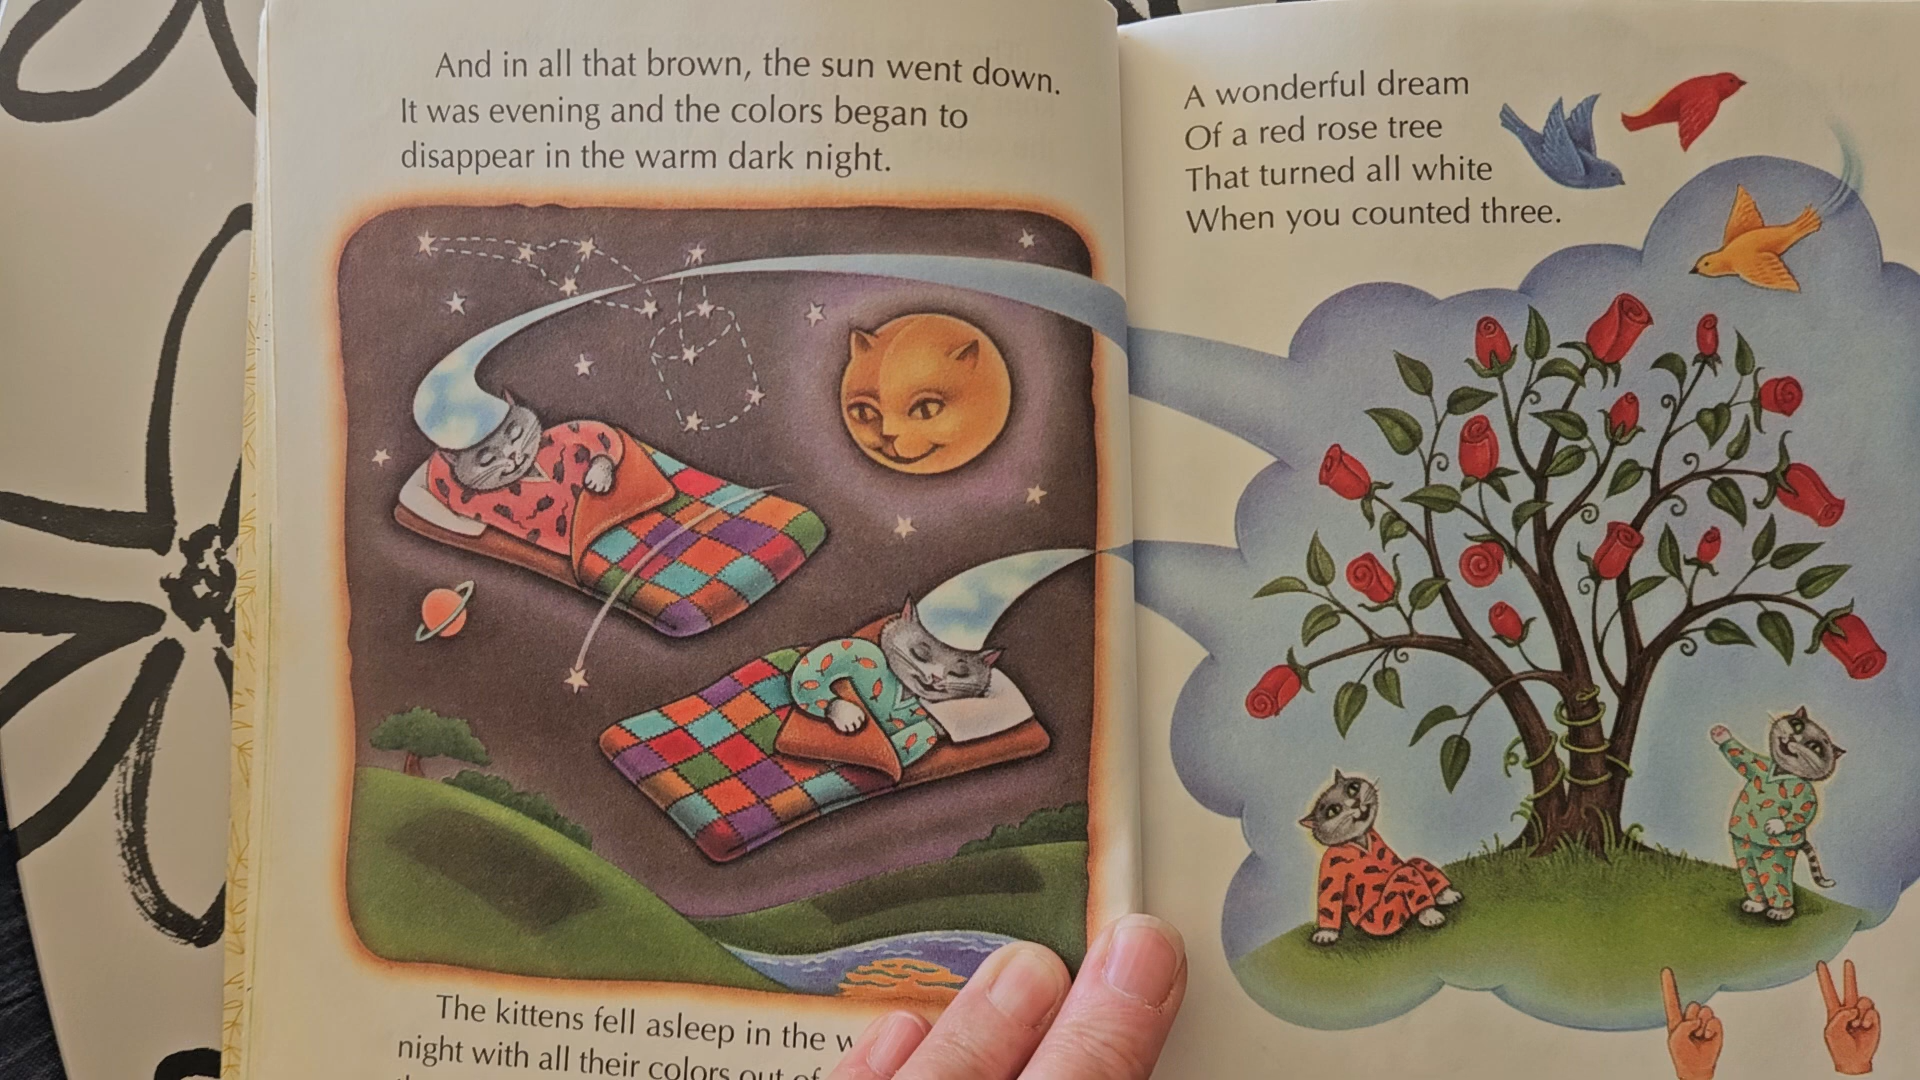 And in all that brown, the sun went down.
It was evening and the colors began to
disappear in the warm dark night.
The kittens fell asleep in the
night with all their colors out of
A wonderful dream
Of a red rose tree
That turned all white
When you counted three.